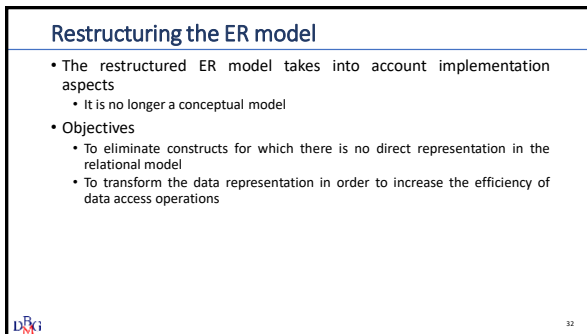 Restructuring the ER model
• The restructured ER model takes into account implementation
aspects
• It is no longer a conceptual model
• Objectives
• To eliminate constructs for which there is no direct representation in the
relational model
• To transform the data representation in order to increase the efficiency of
data access operations
DBMG
32